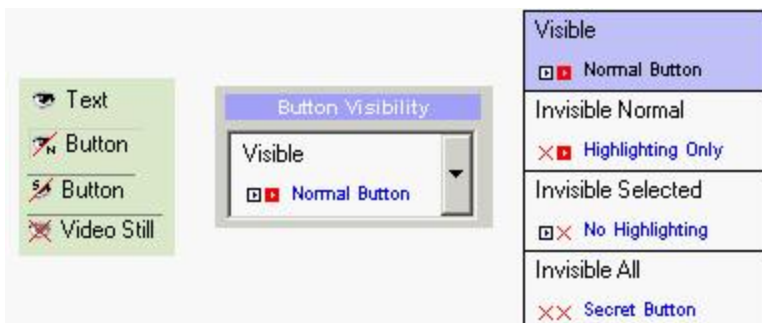 Text
Button
Button
Video Still
Button Visibility
Visible
Normal Button
Visible
Normal Button
Invisible Normal
Highlighting Only
Invisible Selected
No Highlighting
Invisible All
Secret Button